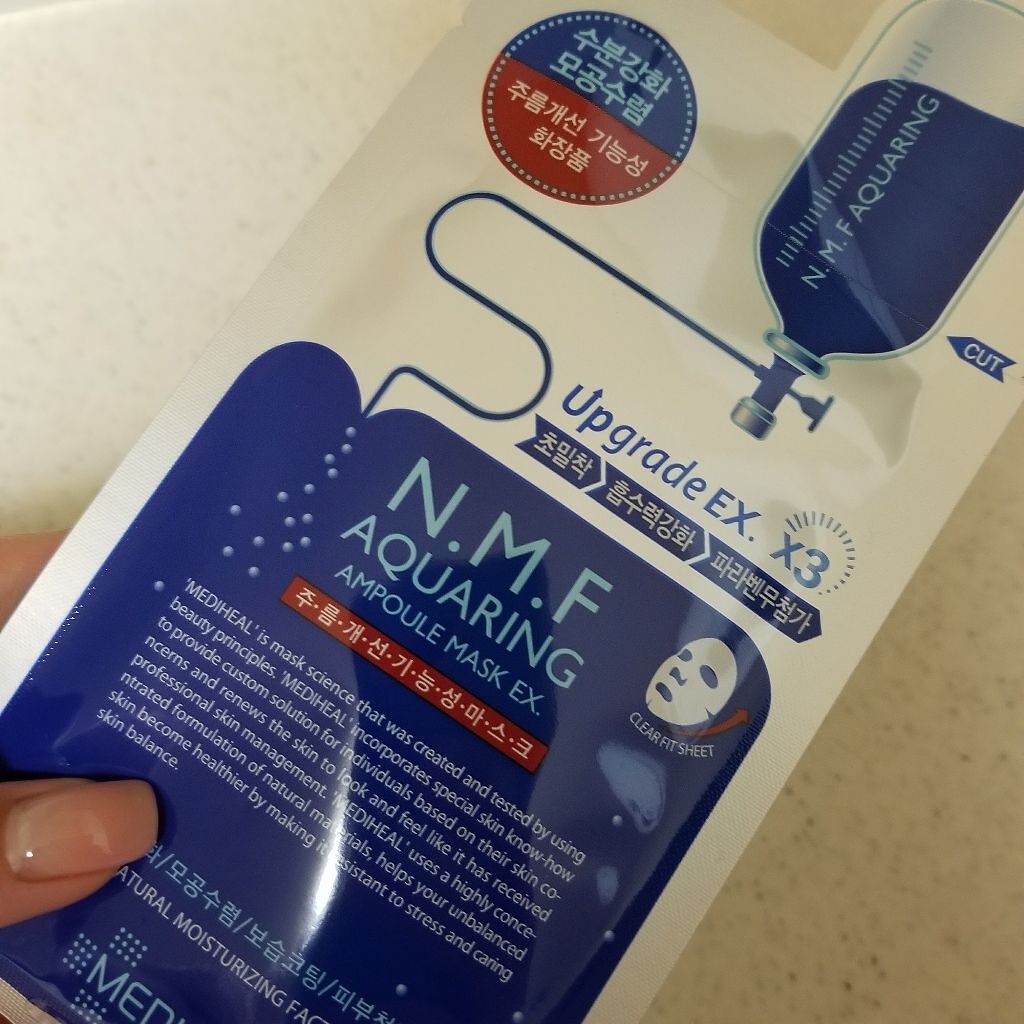 수분강화
모공수렴
주름개선 기능성
화장품
N.M.F AQUARING
CUT
Upgrade EX.
초밀착
흡수력강화
파라벤무첨가
X3
N.M.F
AQUARING
AMPOULE MASK EX.
주·름·개·선·기·능·성·마·스·크
CLEAR FIT SHEET
'MEDIHEAL' is mask science that was created and tested by using
beauty principles, 'MEDIHEAL' incorporates special skin know-how
to provide custom solution for individuals based on their skin co-
ncerns and renews the skin to look and feel like it has received
professional skin management. 'MEDIHEAL' uses a highly conce-
ntrated formulation of natural materials, helps your unbalanced
skin become healthier by making it resistant to stress and caring
skin balance.
/모공수렴/보습코팅/피부
NATURAL MOISTURIZING